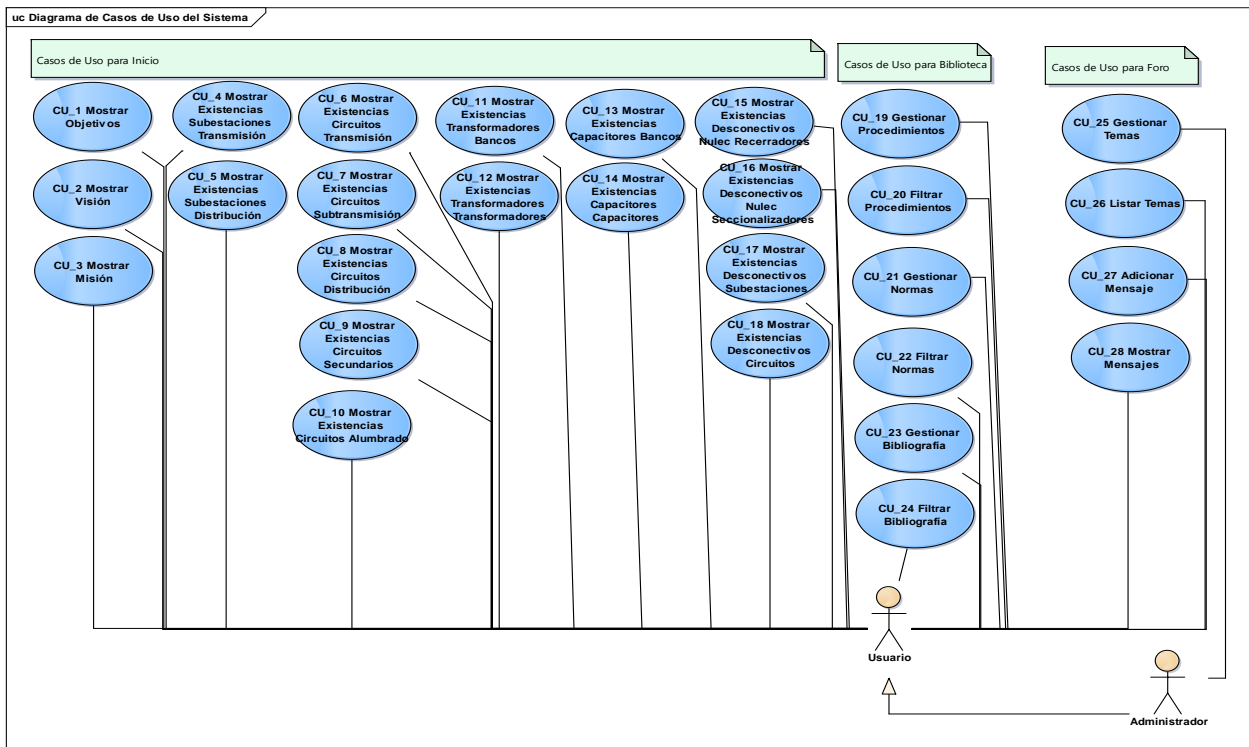 uc Diagrama de Casos de Uso del Sistema
Casos de Uso para Inicio
Casos de Uso para Biblioteca
Casos de Uso para Foro
CU_1 Mostrar
Objetivos
CU_2 Mostrar
Visión
CU_3 Mostrar
Misión
CU_4 Mostrar
Existencias
Subestaciones
Transmisión
CU_5 Mostrar
Existencias
Subestaciones
Distribución
CU_6 Mostrar
Existencias
Circuitos
Transmisión
CU_7 Mostrar
Existencias
Circuitos
Subtransmisión
CU_8 Mostrar
Existencias
Circuitos
Distribución
CU_9 Mostrar
Existencias
Circuitos
Secundarios
CU_10 Mostrar
Existencias
Circuitos Alumbrado
CU_11 Mostrar
Existencias
Transformadores
Bancos
CU_12 Mostrar
Existencias
Transformadores
Transformadores
CU_13 Mostrar
Existencias
Capacitores Bancos
CU_14 Mostrar
Existencias
Capacitores
Capacitores
CU_15 Mostrar
Existencias
Desconectivos
Nulec Recerradores
CU_16 Mostrar
Existencias
Desconectivos
Nulec
Seccionalizadores
CU_17 Mostrar
Existencias
Desconectivos
Subestaciones
CU_18 Mostrar
Existencias
Desconectivos
Circuitos
CU_19 Gestionar
Procedimientos
CU_20 Filtrar
Procedimientos
CU_21 Gestionar
Normas
CU_22 Filtrar
Normas
CU_23 Gestionar
Bibliografía
CU_24 Filtrar
Bibliografía
CU_25 Gestionar
Temas
CU_26 Listar Temas
CU_27 Adicionar
Mensaje
CU_28 Mostrar
Mensajes
Usuario
Administrador